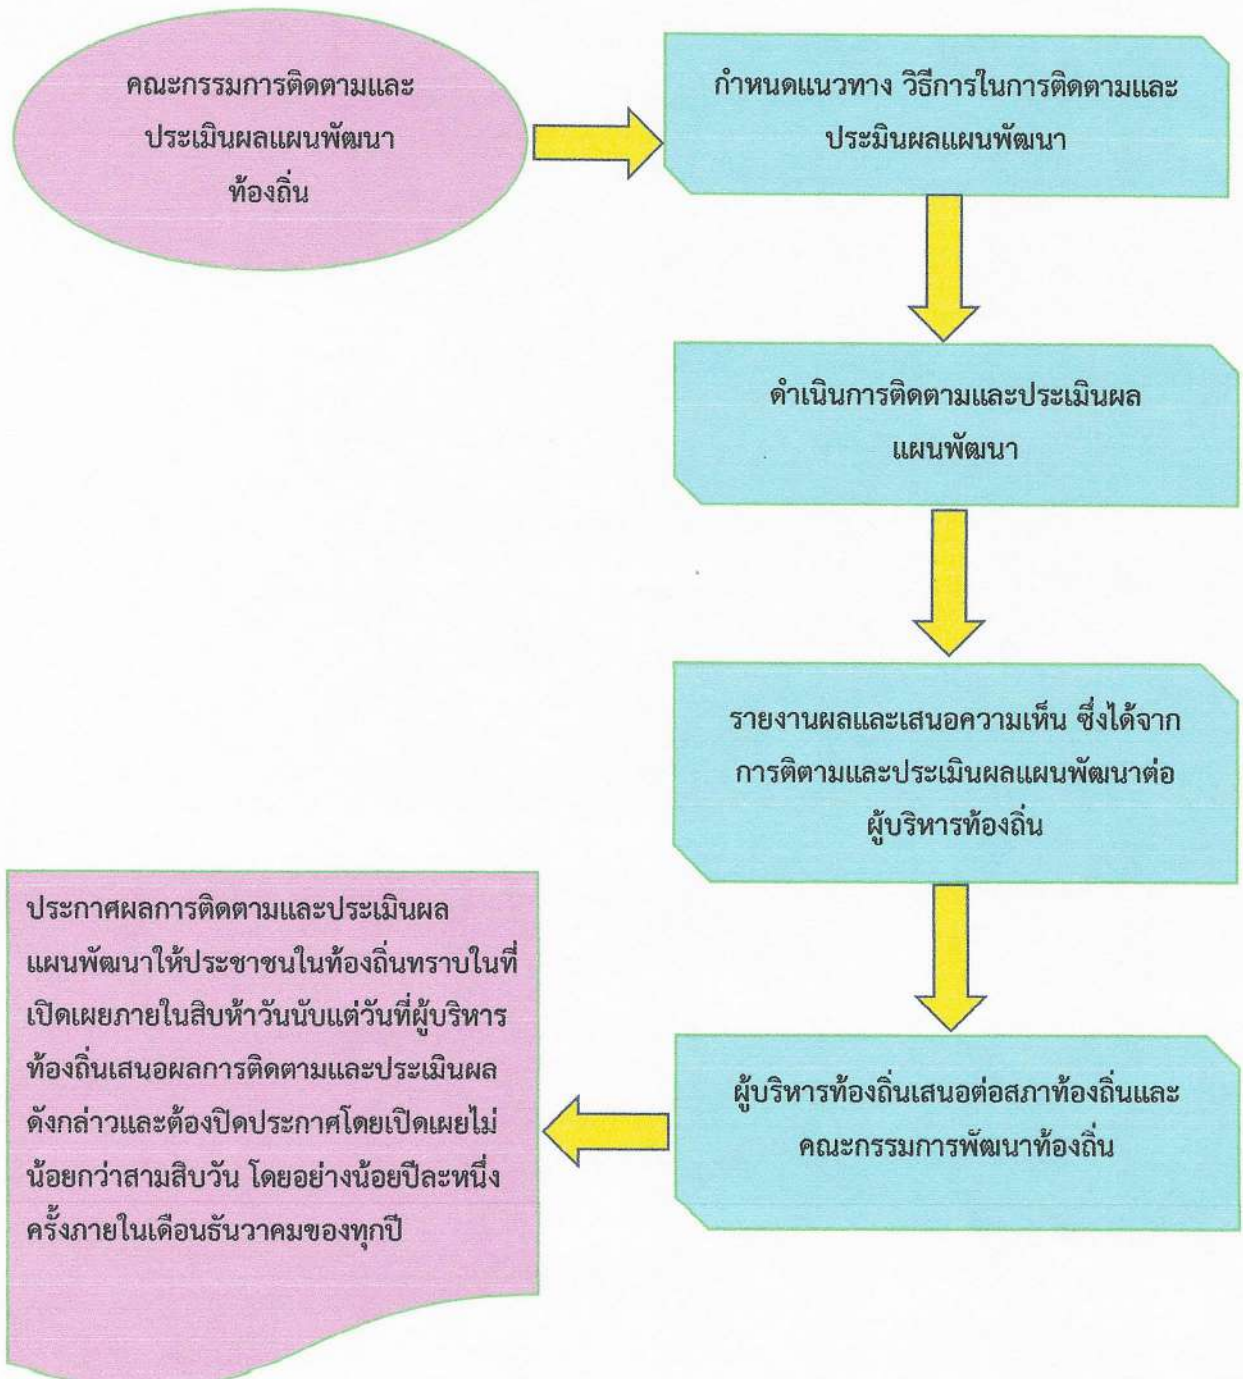 คณะกรรมการติดตามและ
ประเมินผลแผนพัฒนา
ท้องถิ่น
กำหนดแนวทาง วิธีการในการติดตามและ
ประมินผลแผนพัฒนา
ดำเนินการติดตามและประเมินผล
แผนพัฒนา
รายงานผลและเสนอความเห็น ซึ่งได้จาก
การติตามและประเมินผลแผนพัฒนาต่อ
ผู้บริหารท้องถิ่น
ผู้บริหารท้องถิ่นเสนอต่อสภาท้องถิ่นและ
คณะกรรมการพัฒนาท้องถิ่น
ประกาศผลการติดตามและประเมินผล
แผนพัฒนาให้ประชาชนในท้องถิ่นทราบในที่
เปิดเผยภายในสิบห้าวันนับแต่วันที่ผู้บริหาร
ท้องถิ่นเสนอผลการติดตามและประเมินผล
ดังกล่าวและต้องปิดประกาศโดยเปิดเผยไม่
น้อยกว่าสามสิบวัน โดยอย่างน้อยปีละหนึ่ง
ครั้งภายในเดือนธันวาคมของทุกปี